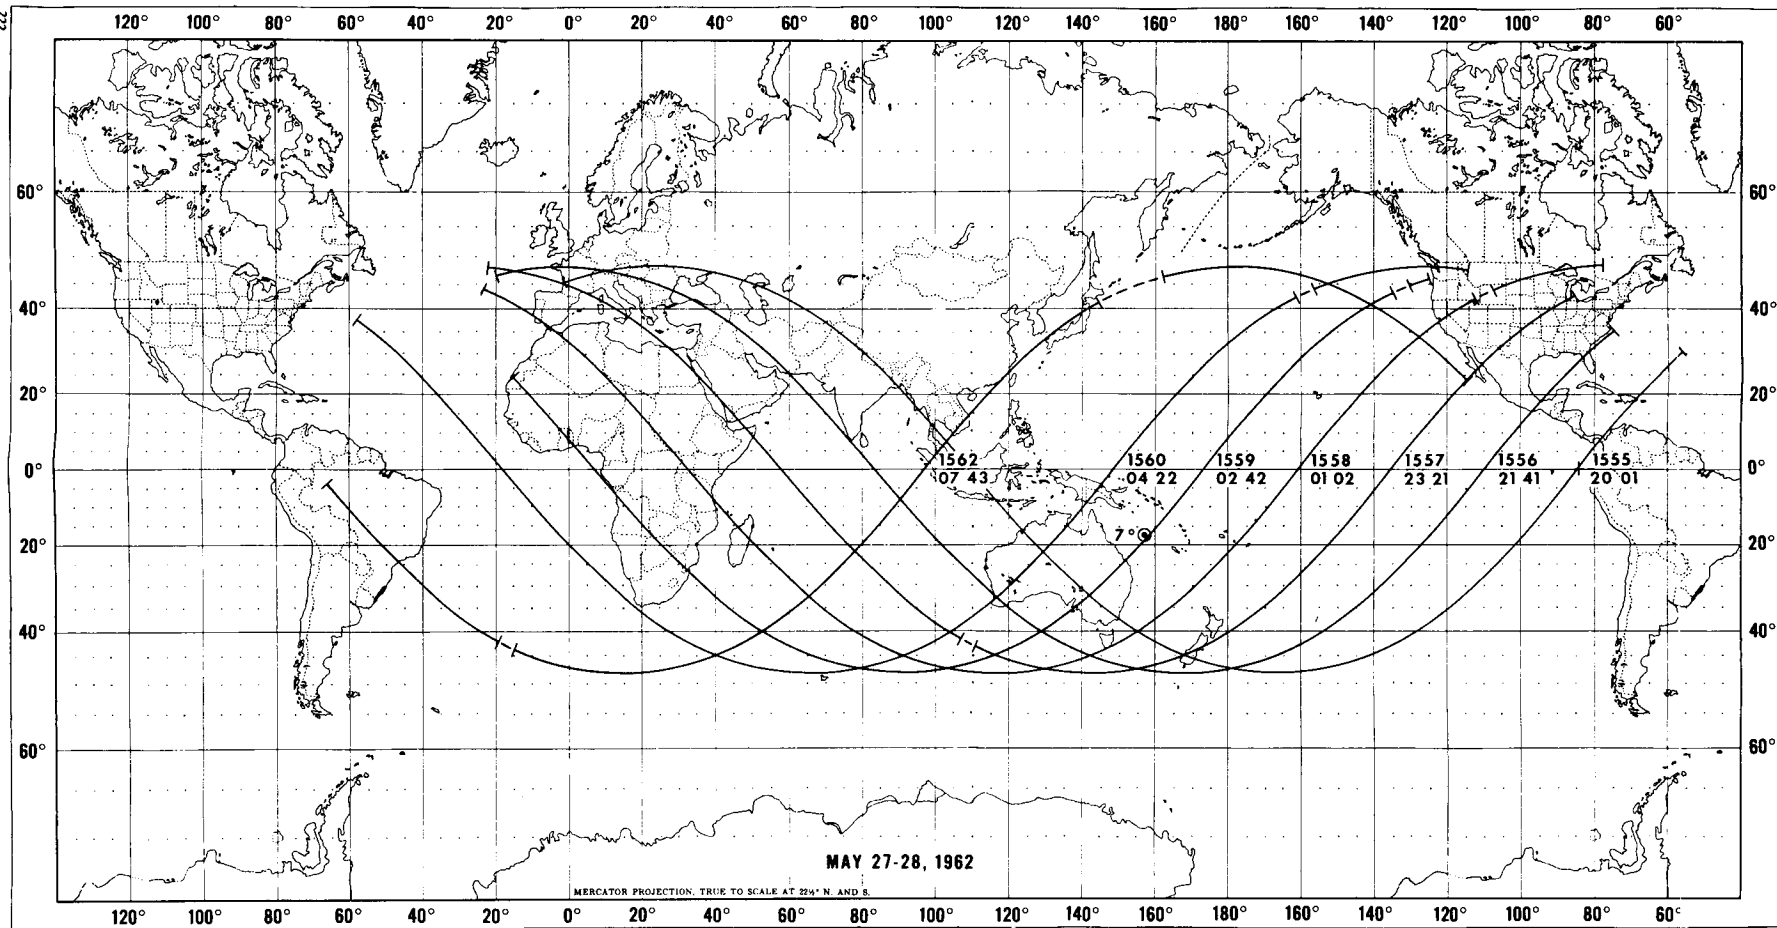 222
120° 100° 80° 60° 40° 20° 0° 20° 40° 60° 80° 100° 120° 140° 160° 180° 160° 140° 120° 100° 80° 60°
60° 60°
40° 40°
20° 20°
1562 1560 1559 1558 1557 1556 1555
0° 0°
07 43 04 22 02 42 01 02 23 21 21 41 20 01
7°
20° 20°
40° 40°
60° 60°
MAY 27-28, 1962
MERCATOR PROJECTION, TRUE TO SCALE AT 22½° N. AND S.
120° 100° 80° 60° 40° 20° 0° 20° 40° 60° 80° 100° 120° 140° 160° 180° 160° 140° 120° 100° 80° 60°